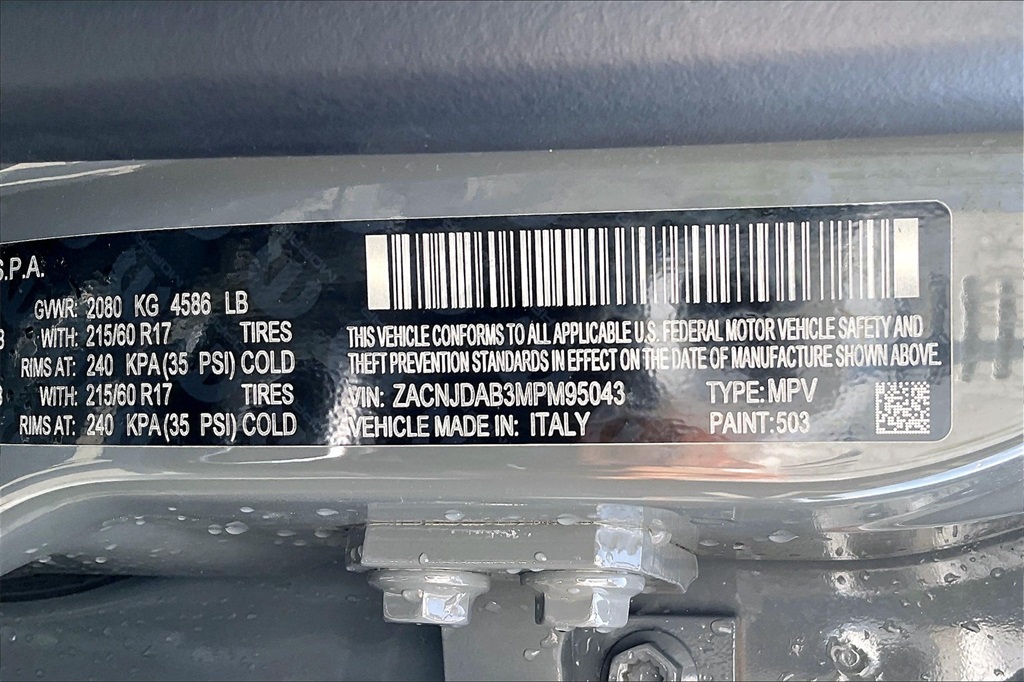 S.P.A.
GVWR: 2080 KG 4586 LB
WITH: 215/60 R17 TIRES
RIMS AT: 240 KPA(35 PSI) COLD
WITH: 215/60 R17 TIRES
RIMS AT: 240 KPA(35 PSI) COLD
THIS VEHICLE CONFORMS TO ALL APPLICABLE U.S. FEDERAL MOTOR VEHICLE SAFETY AND
THEFT PREVENTION STANDARDS IN EFFECT ON THE DATE OF MANUFACTURE SHOWN ABOVE.
VIN: ZACNJDAB3MPM95043 TYPE: MPV
VEHICLE MADE IN: ITALY PAINT: 503